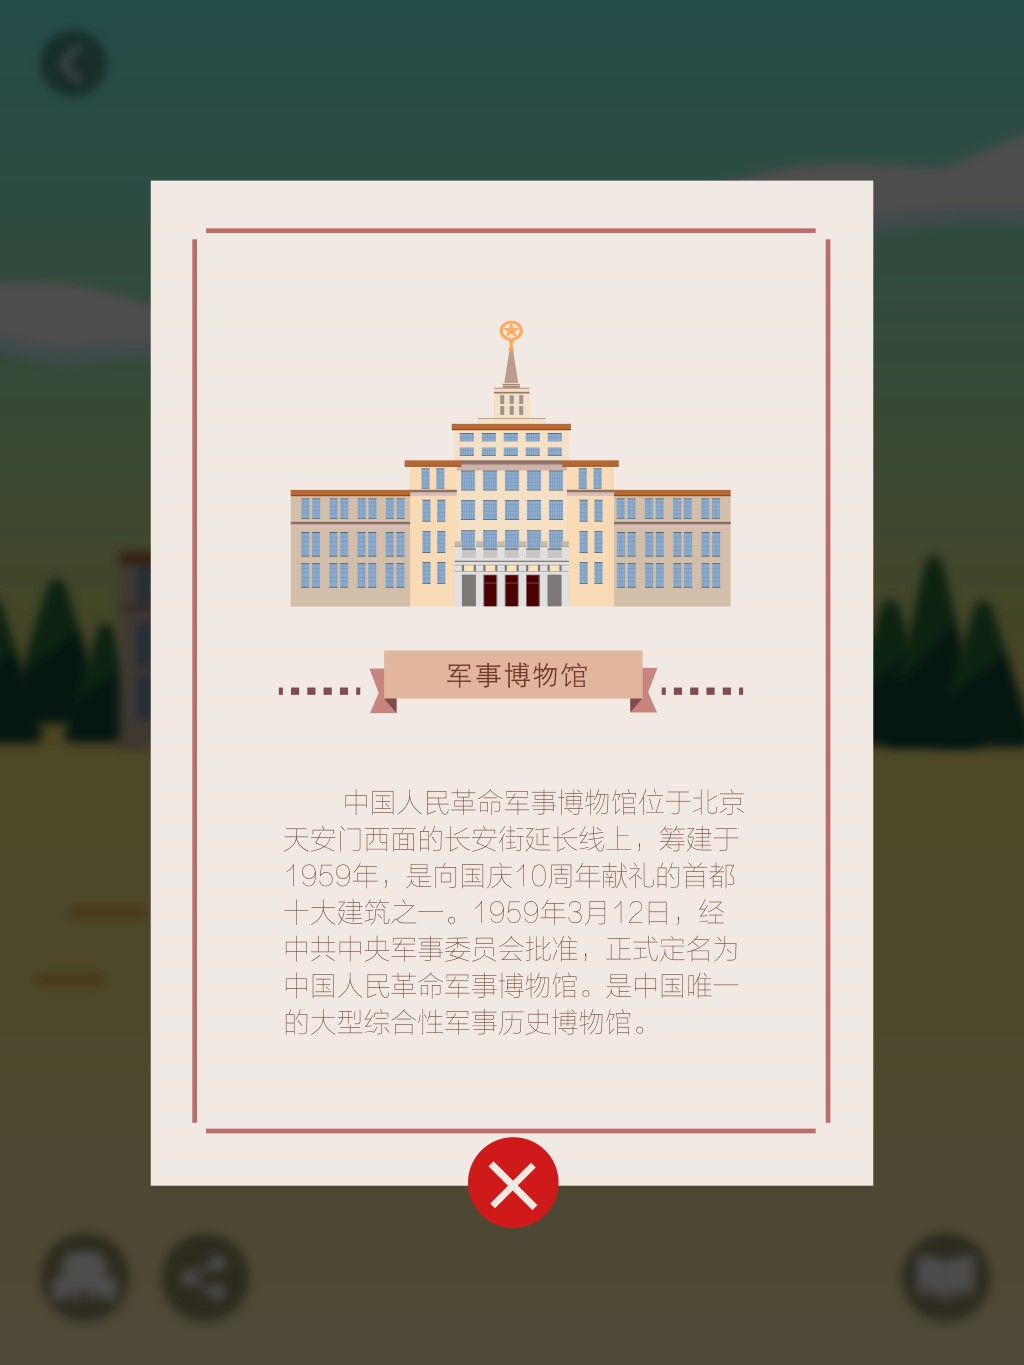 军事博物馆
中国人民革命军事博物馆位于北京
天安门西面的长安街延长线上，筹建于
1959年，是向国庆10周年献礼的首都
十大建筑之一。1959年3月12日，经
中共中央军事委员会批准，正式定名为
中国人民革命军事博物馆。是中国唯一
的大型综合性军事历史博物馆。